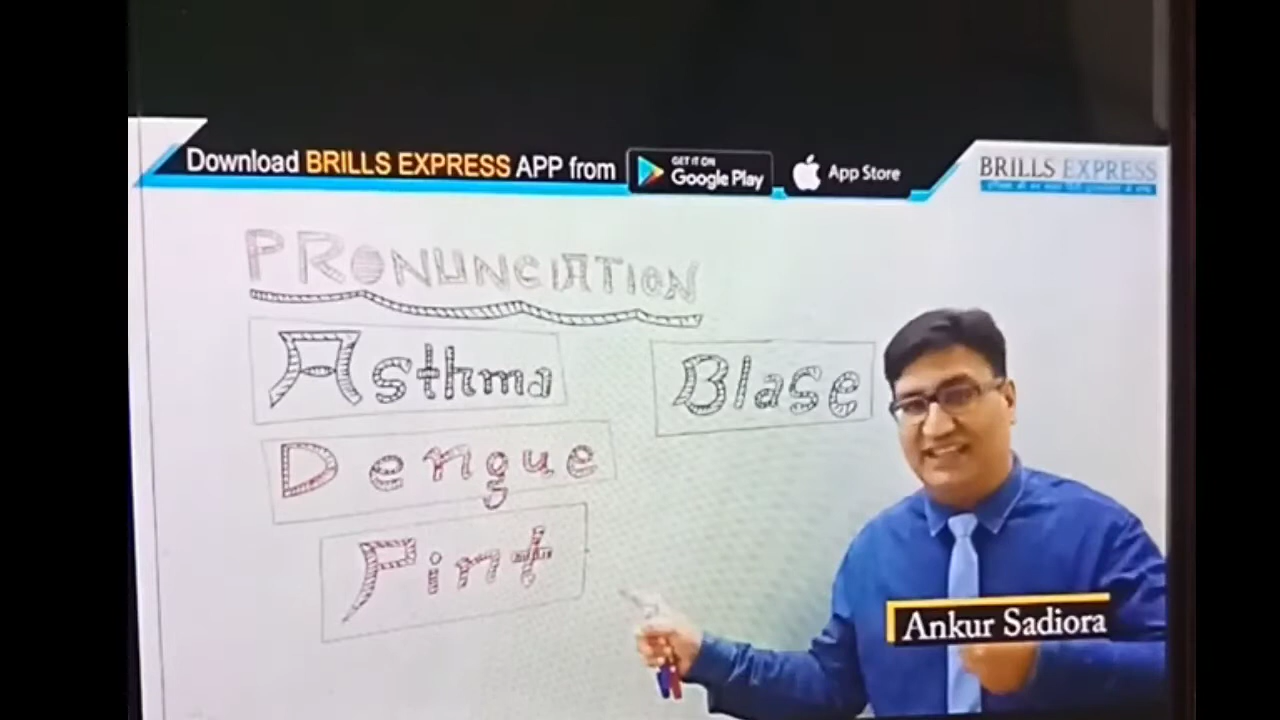 Download BRILLS EXPRESS APP from
GET IT ON
Google Play
App Store
BRILLS EXPRESS
PRONUNCIATION
Asthma
Blase
Dengue
Pint
Ankur Sadiora